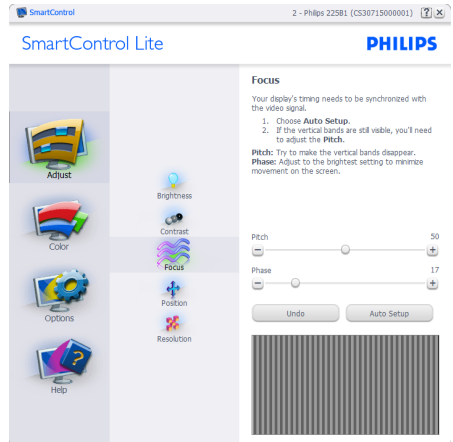 SmartControl
2 - Philips 225B1 (CS30715000001) ? ×
SmartControl Lite
PHILIPS
Adjust
Color
Options
Help
Brightness
Contrast
Focus
Position
Resolution
Focus
Your display's timing needs to be synchronized with
the video signal.
1. Choose Auto Setup.
2. If the vertical bands are still visible, you'll need
to adjust the Pitch.
Pitch: Try to make the vertical bands disappear.
Phase: Adjust to the brightest setting to minimize
movement on the screen.
Pitch 50
Phase 17
Undo Auto Setup